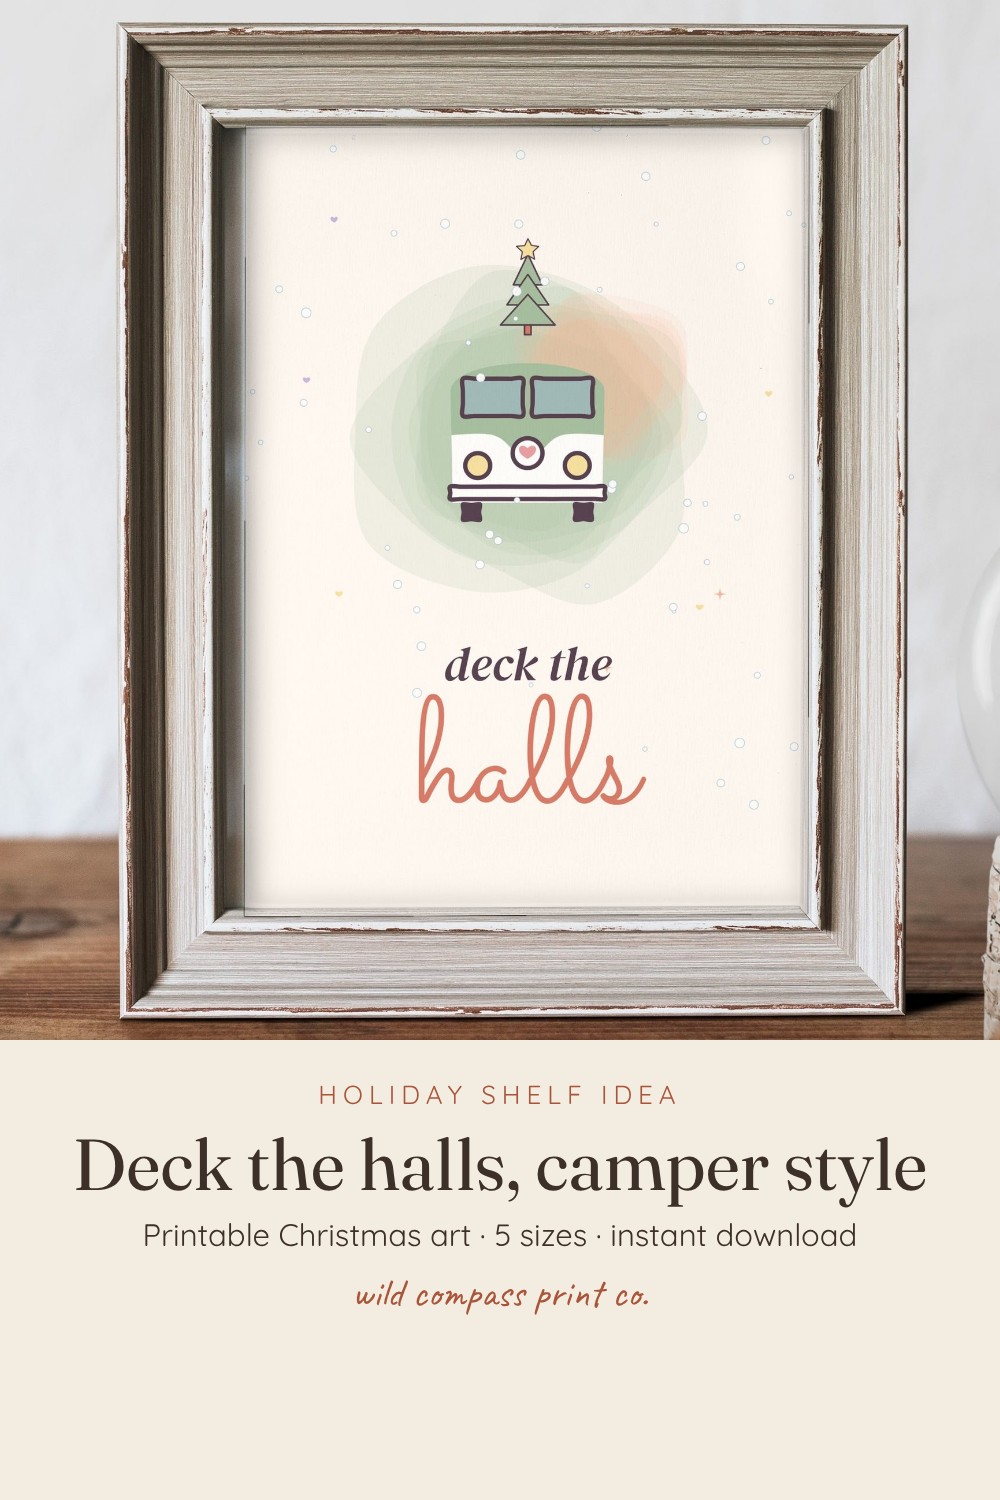 deck the
halls
HOLIDAY SHELF IDEA
Deck the halls, camper style
Printable Christmas art · 5 sizes · instant download
wild compass print co.